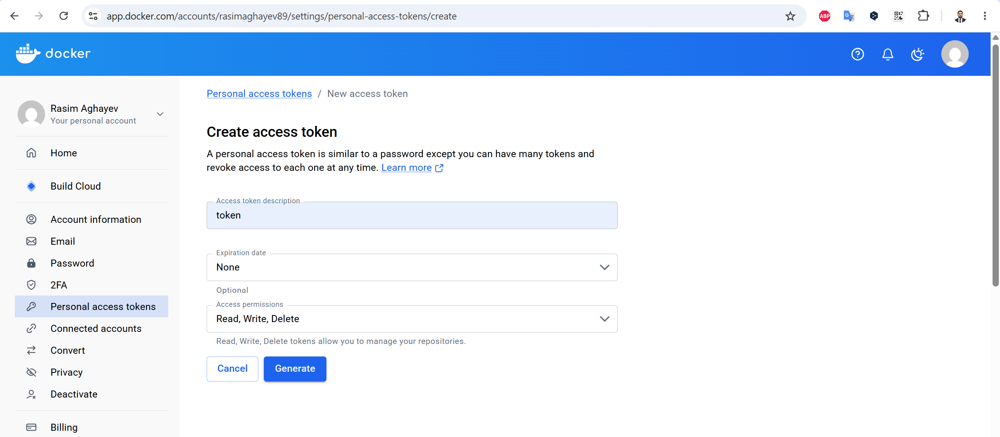 app.docker.com/accounts/rasimaghayev89/settings/personal-access-tokens/create
ABP
G
docker
Rasim Aghayev
Your personal account
Home
Build Cloud
Account information
Email
Password
2FA
Personal access tokens
Connected accounts
Convert
Privacy
Deactivate
Billing
Personal access tokens / New access token
Create access token
A personal access token is similar to a password except you can have many tokens and
revoke access to each one at any time. Learn more
Access token description
token
Expiration date
None
Optional
Access permissions
Read, Write, Delete
Read, Write, Delete tokens allow you to manage your repositories.
Cancel
Generate